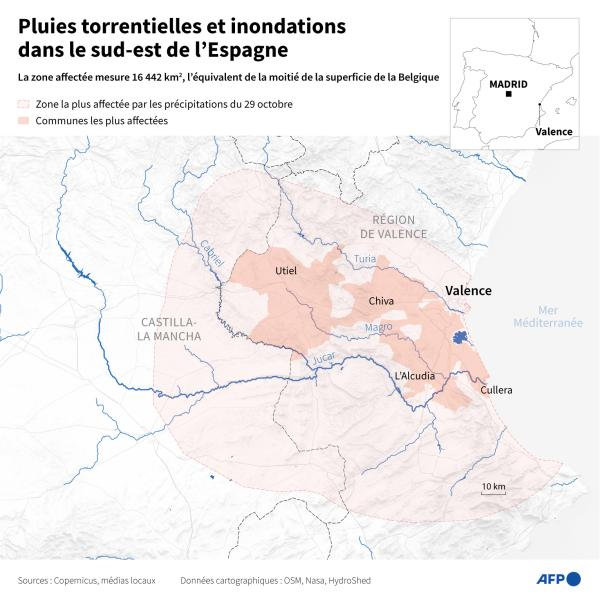 Pluies torrentielles et inondations
dans le sud-est de l’Espagne
La zone affectée mesure 16 442 km², l’équivalent de la moitié de la superficie de la Belgique
Zone la plus affectée par les précipitations du 29 octobre
Communes les plus affectées
MADRID
Valence
RÉGION
DE VALENCE
Cabriel
Turia
Utiel
Valence
Chiva
Mer
Méditerranée
CASTILLA-
LA MANCHA
Magro
Jucar
L'Alcudia
Cullera
10 km
Sources : Copernicus, médias locaux
Données cartographiques : OSM, Nasa, HydroShed
AFP